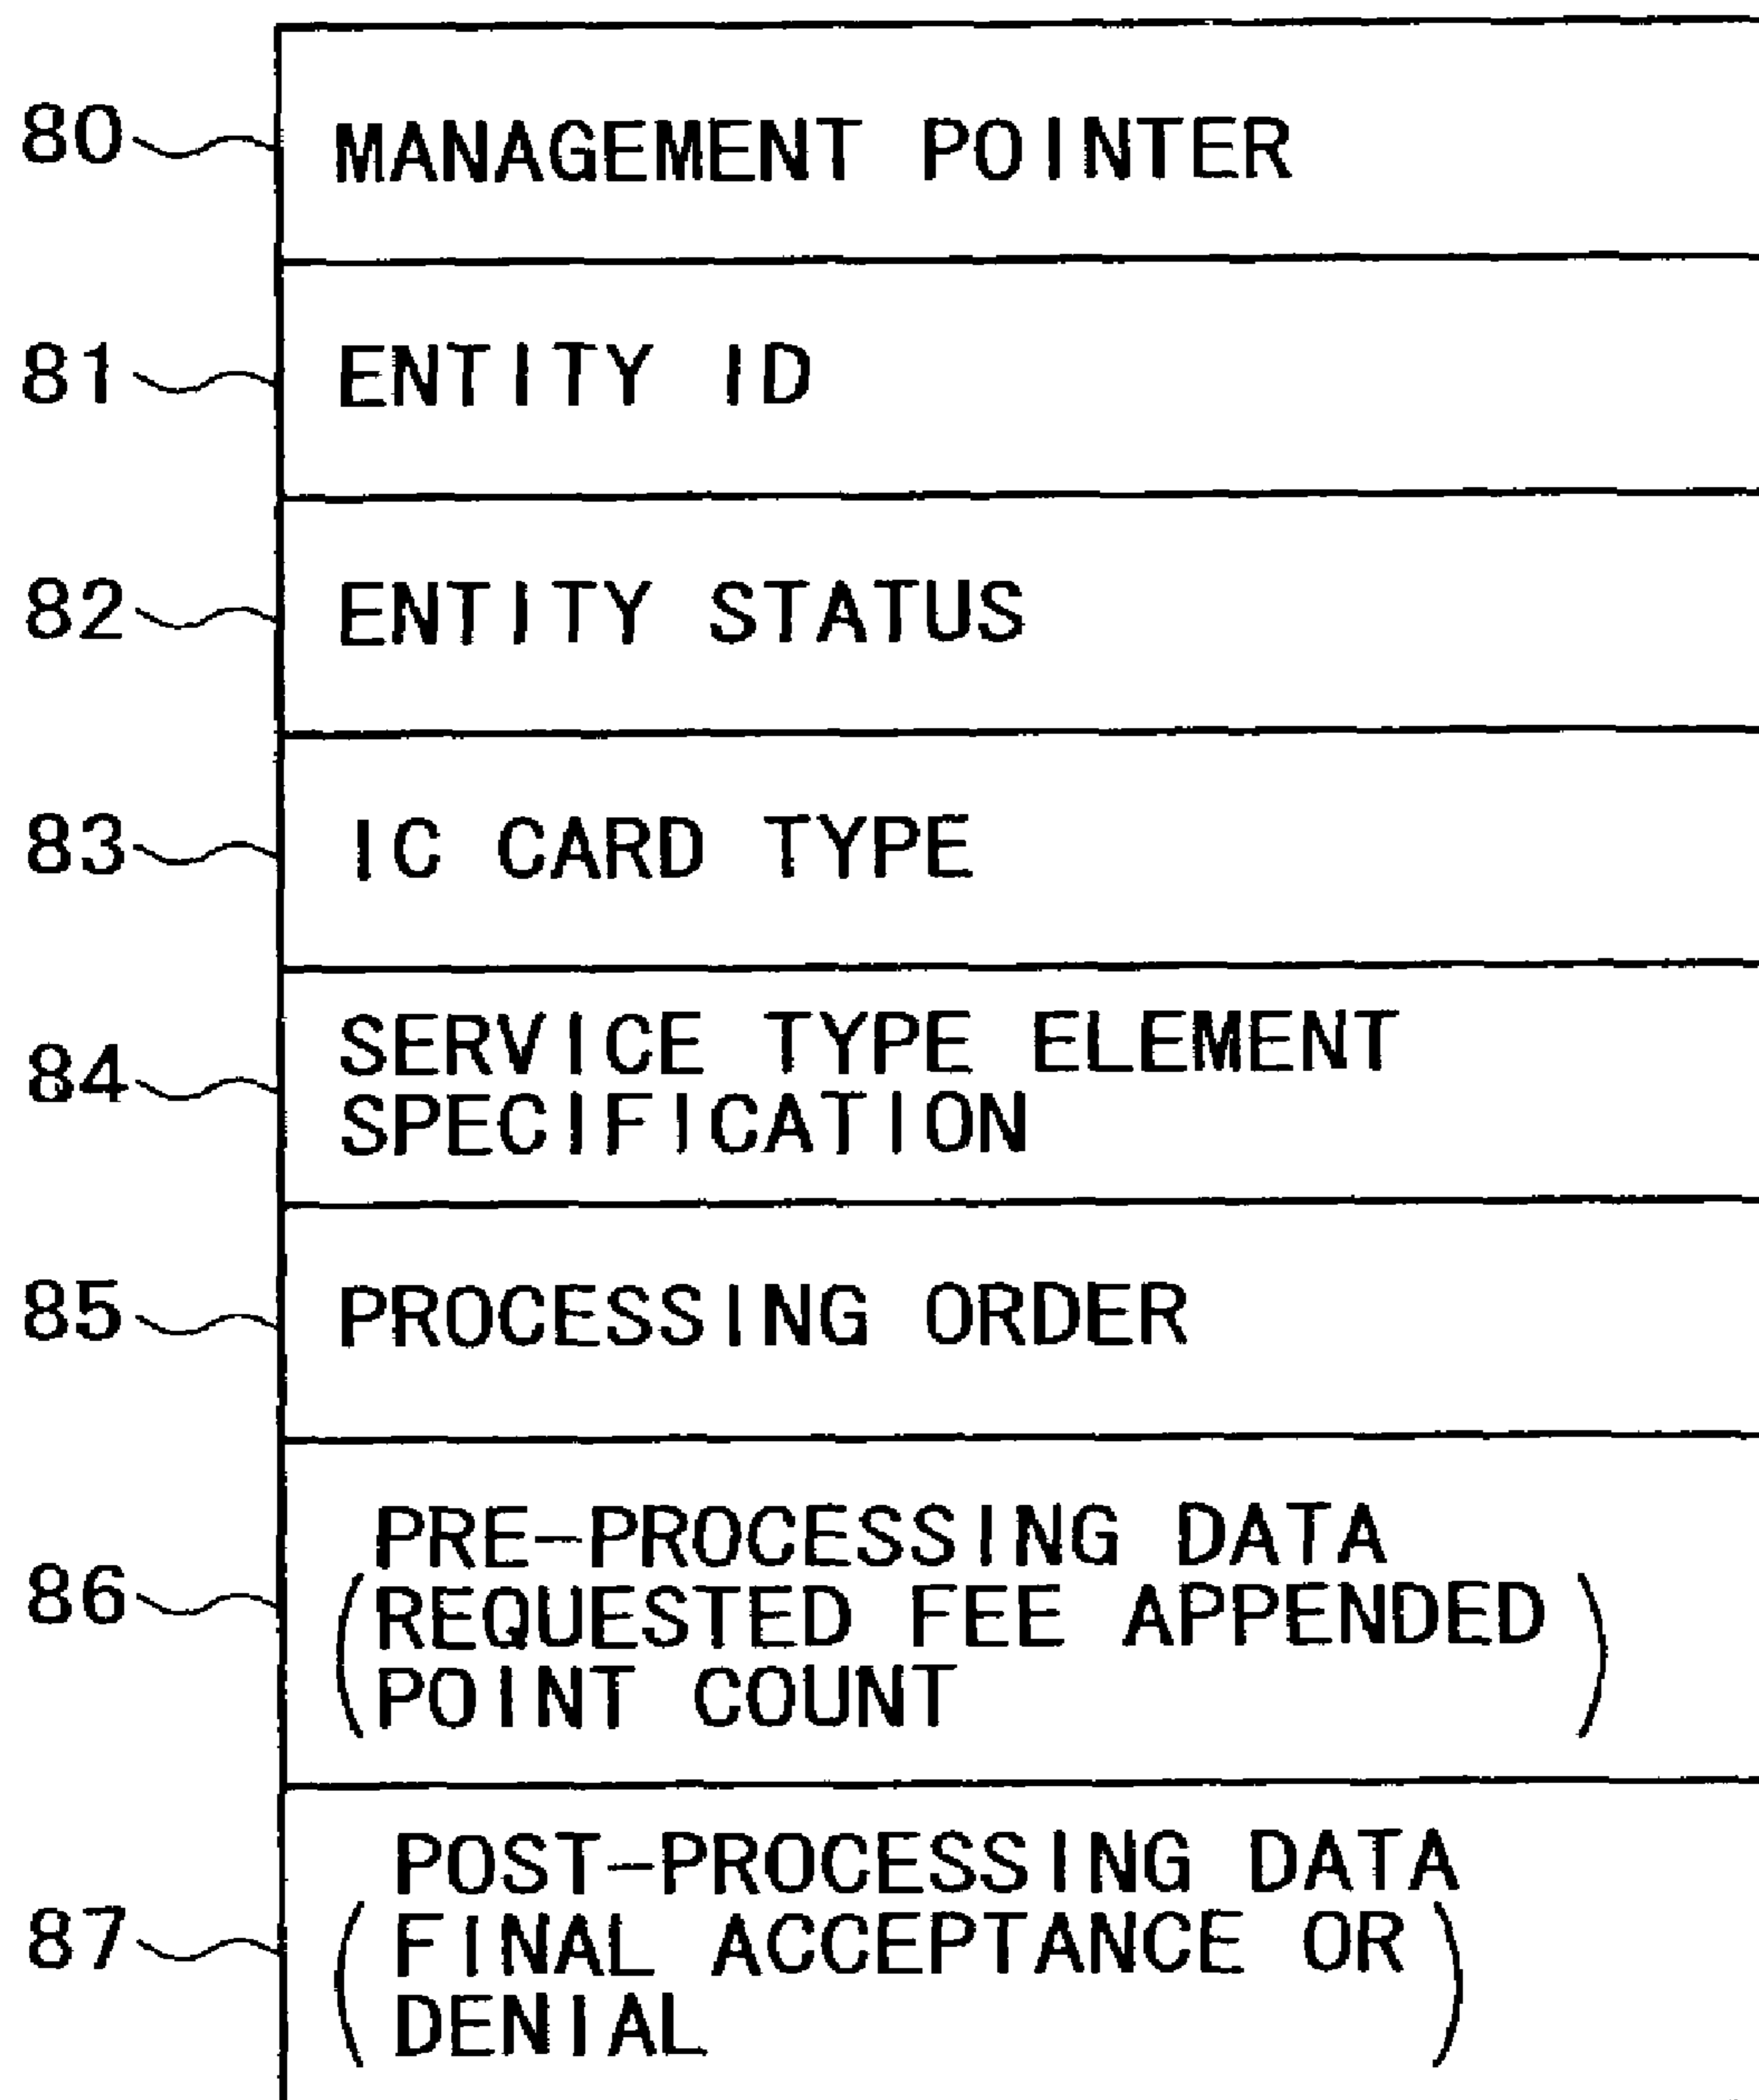 80 MANAGEMENT POINTER
81 ENTITY ID
82 ENTITY STATUS
83 IC CARD TYPE
84 SERVICE TYPE ELEMENT
SPECIFICATION
85 PROCESSING ORDER
PRE-PROCESSING DATA
86 (REQUESTED FEE APPENDED
POINT COUNT)
POST-PROCESSING DATA
87 (FINAL ACCEPTANCE OR
DENIAL)